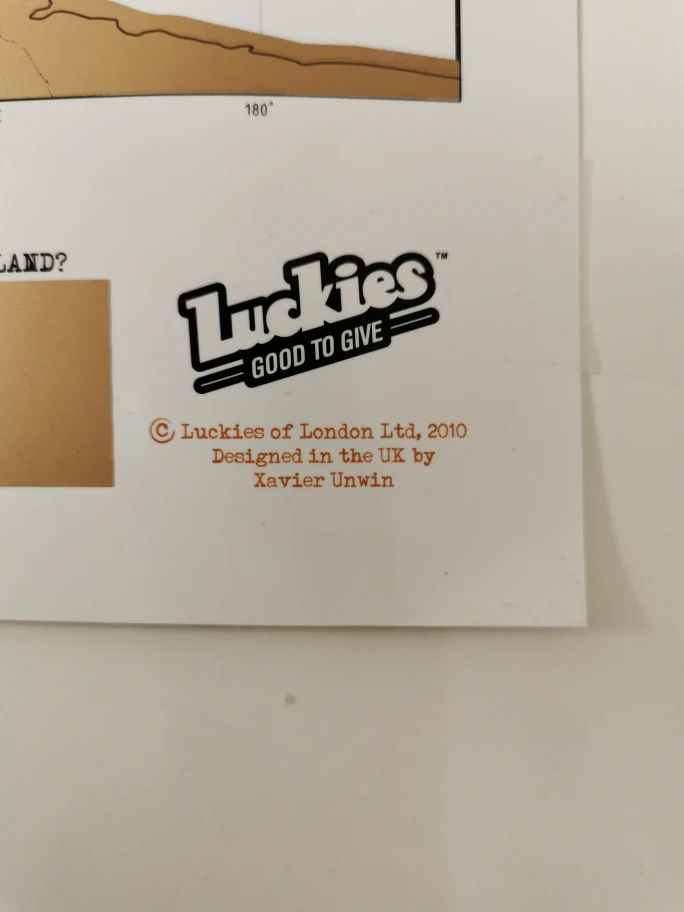 180°
LAND?
Luckies™
GOOD TO GIVE
© Luckies of London Ltd, 2010
Designed in the UK by
Xavier Unwin